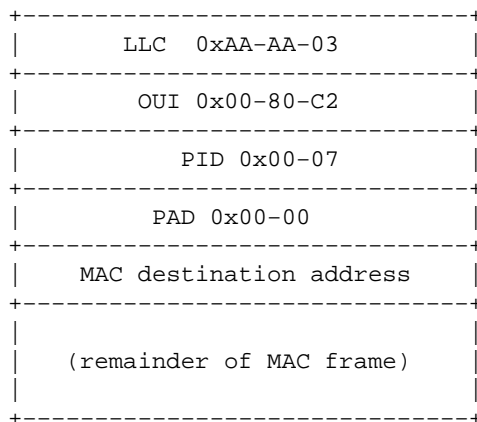 LLC 0xAA-AA-03
OUI 0x00-80-C2
PID 0x00-07
PAD 0x00-00
MAC destination address
(remainder of MAC frame)